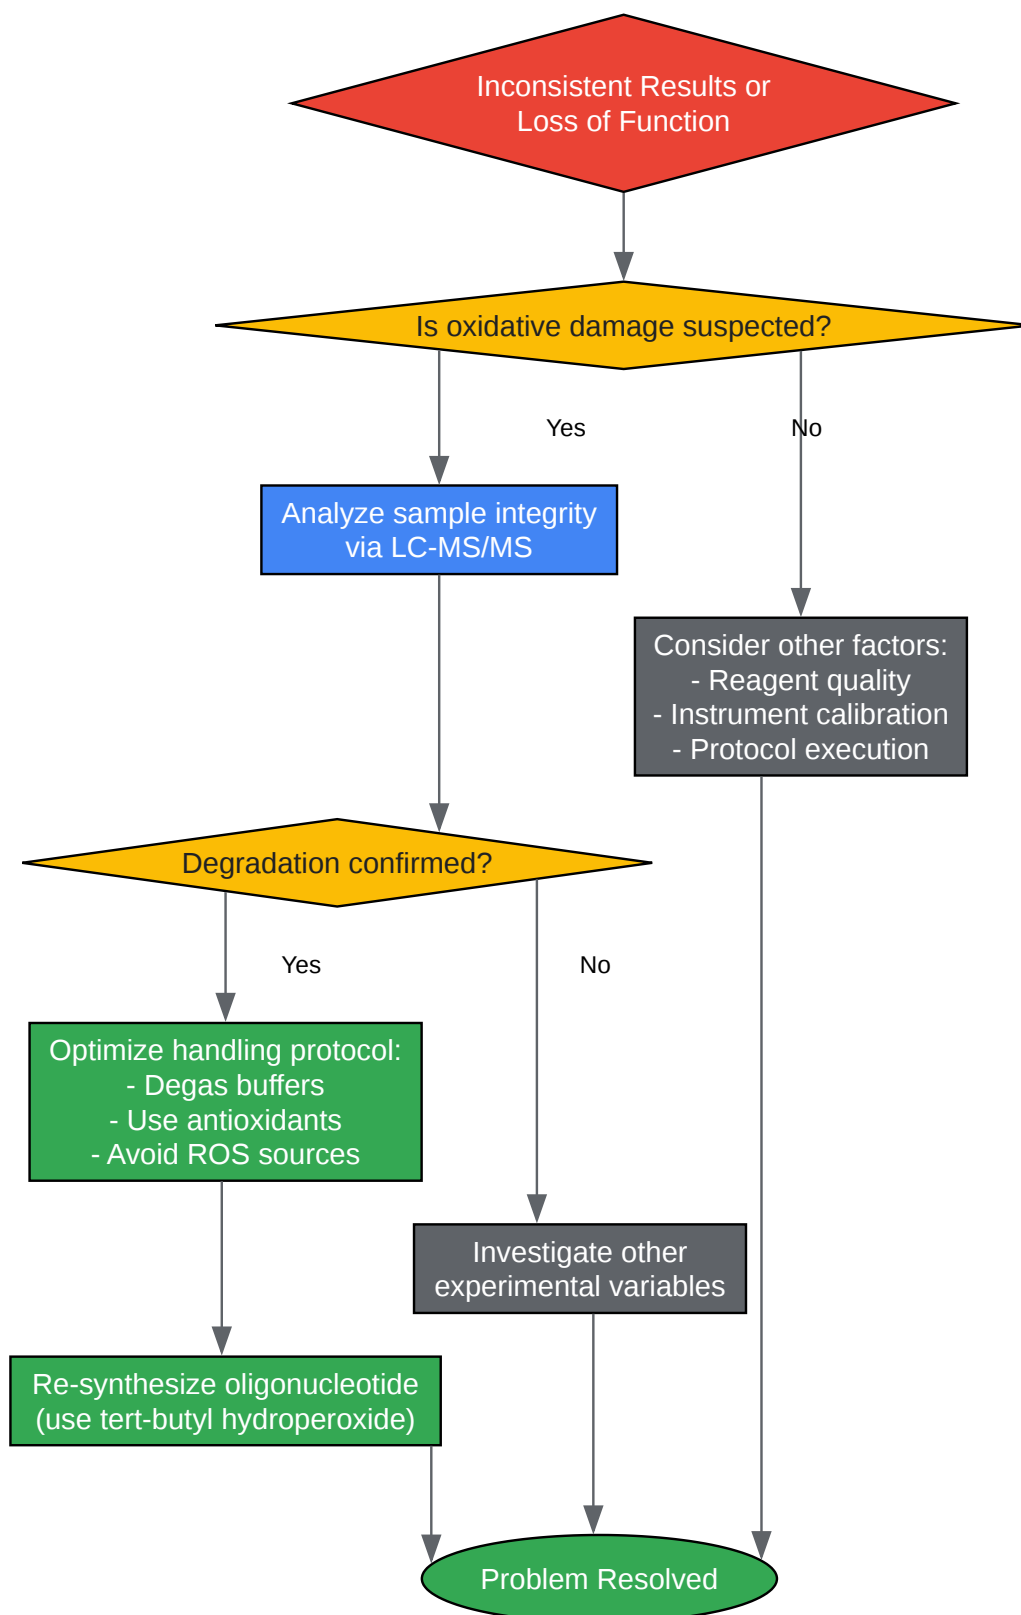 Inconsistent Results or
Loss of Function
Is oxidative damage suspected?
Yes
No
Analyze sample integrity
via LC-MS/MS
Consider other factors:
- Reagent quality
- Instrument calibration
- Protocol execution
Degradation confirmed?
Yes
No
Optimize handling protocol:
- Degas buffers
- Use antioxidants
- Avoid ROS sources
Investigate other
experimental variables
Re-synthesize oligonucleotide
(use tert-butyl hydroperoxide)
Problem Resolved